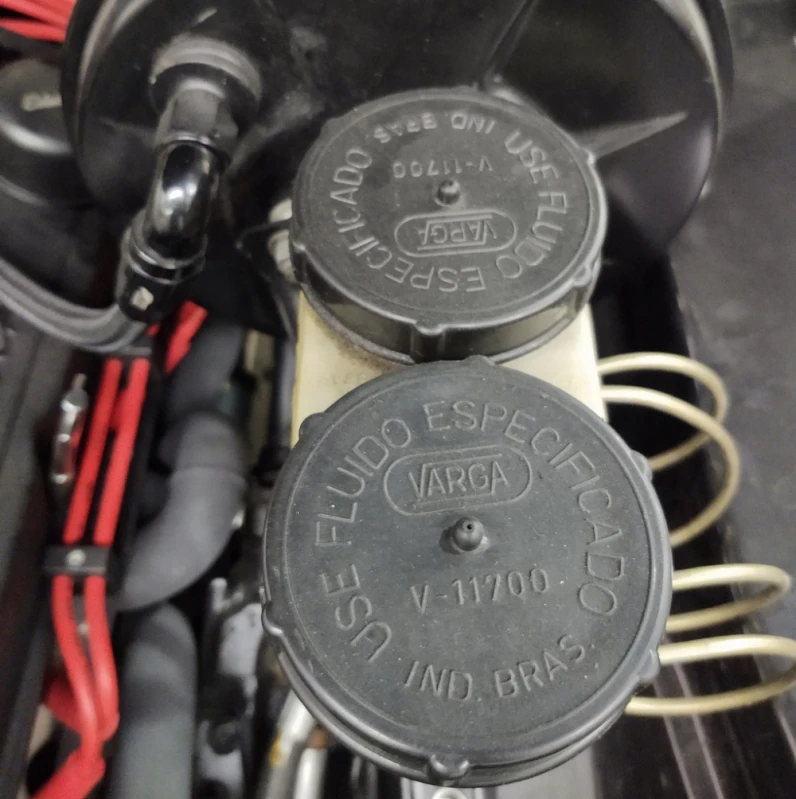 USE FLUIDO ESPECIFICADO
VARGA
V-11700
IND. BRAS.
USE FLUIDO ESPECIFICADO
VARGA
V-11700
IND. BRAS.